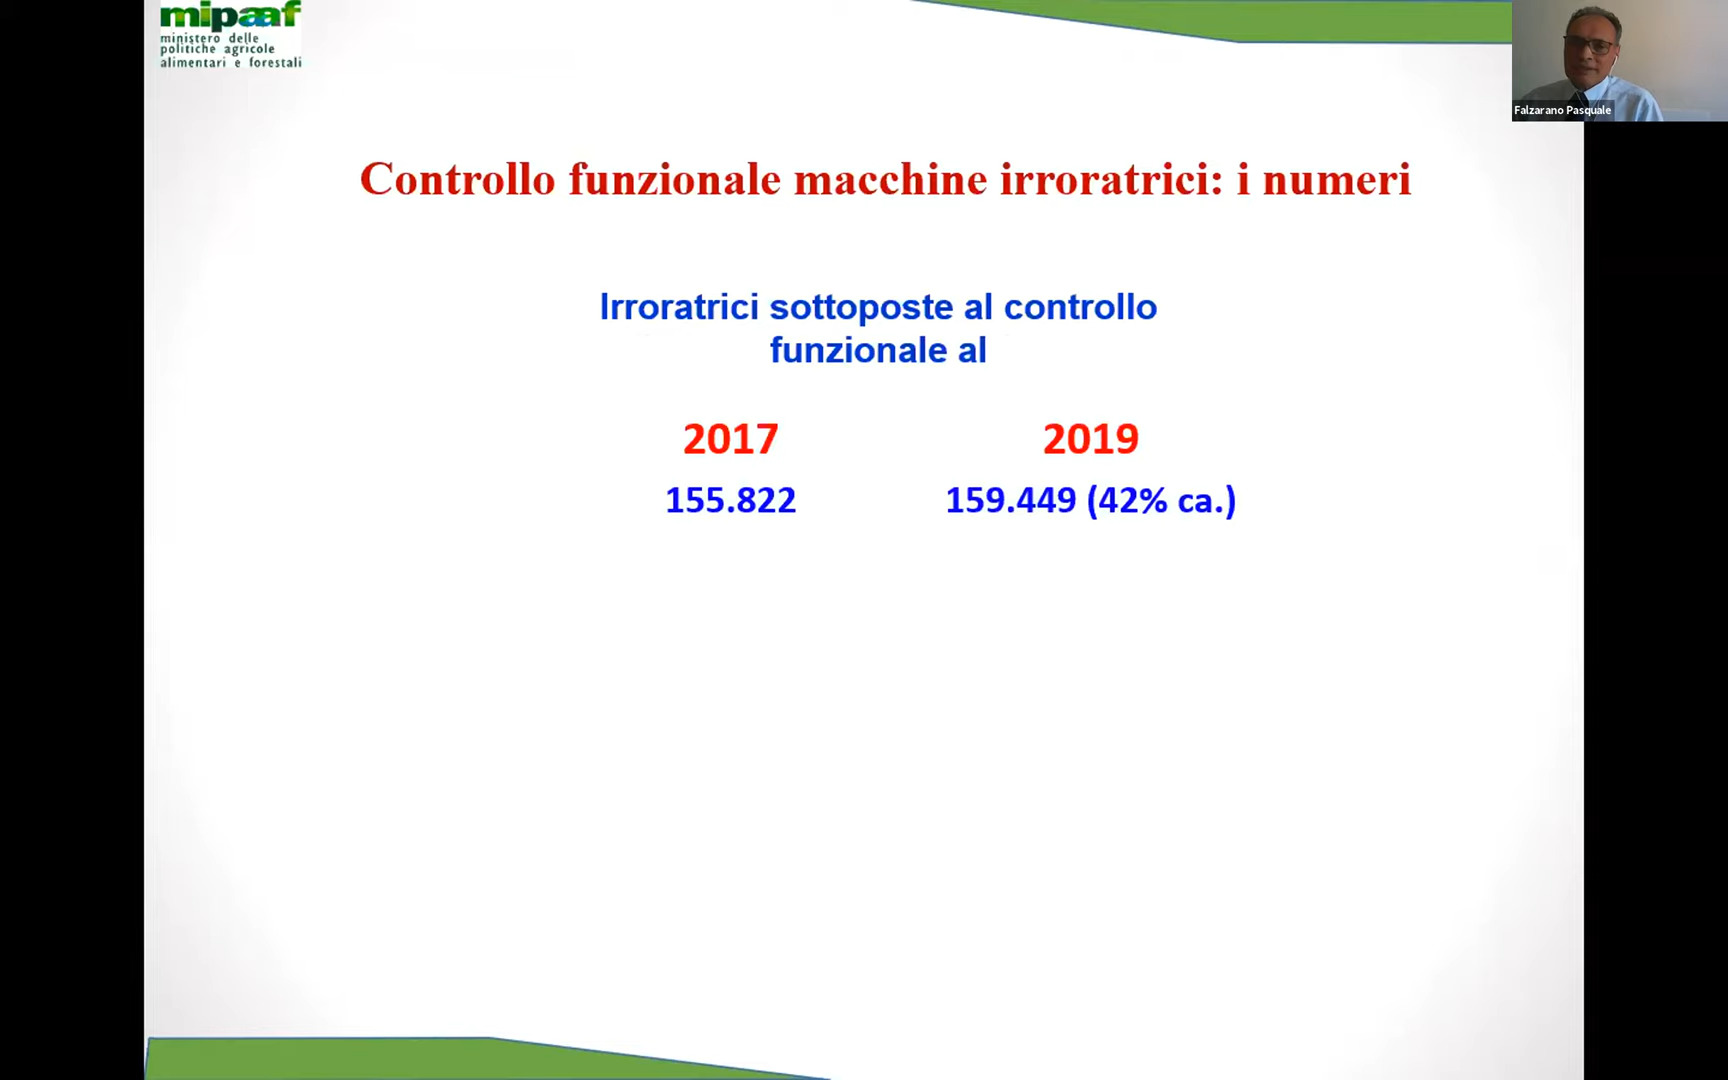 mipaaf
ministero delle
politiche agricole
alimentari e forestali
Falzarano Pasquale
Controllo funzionale macchine irroratrici: i numeri
Irroratrici sottoposte al controllo
funzionale al
2017 2019
155.822 159.449 (42% ca.)